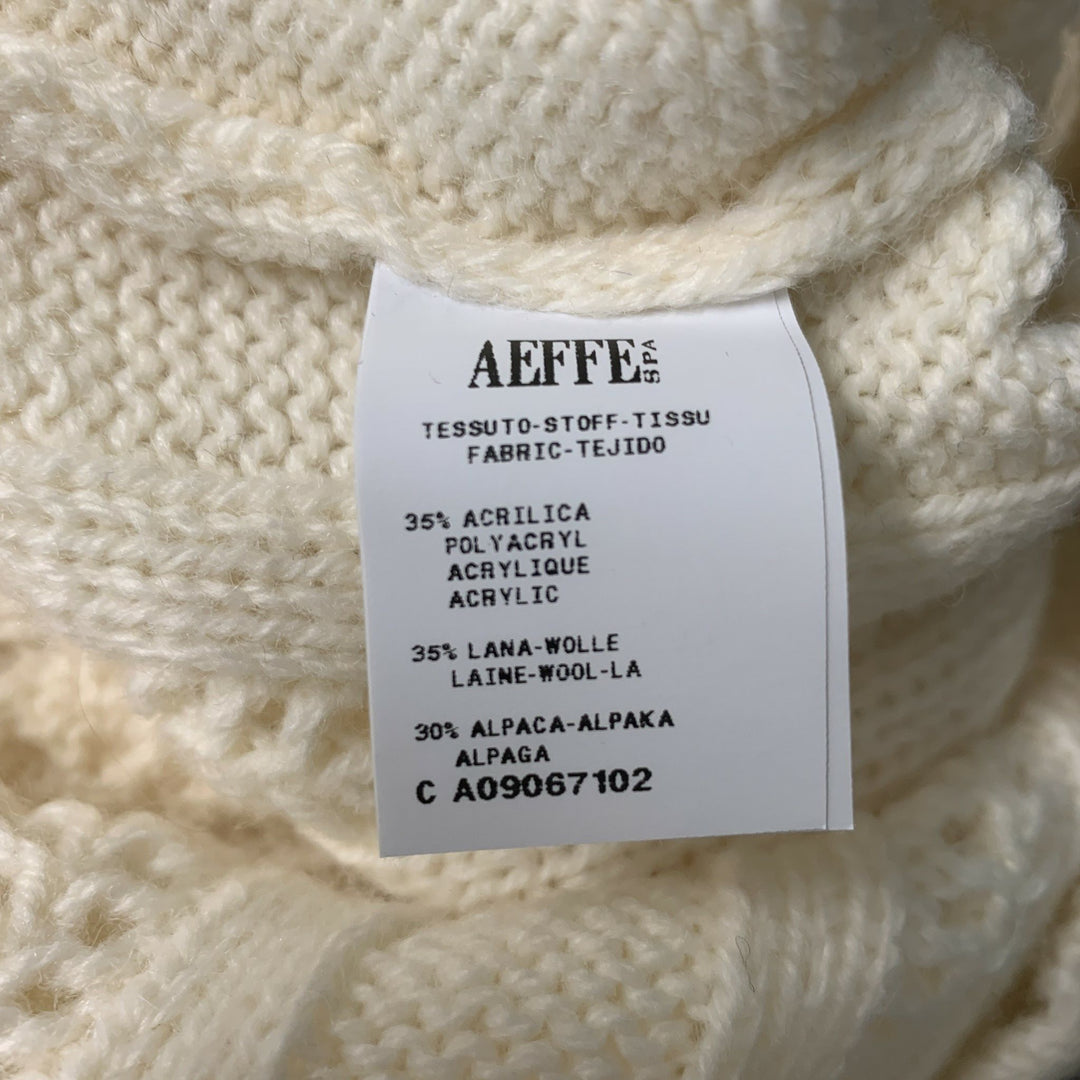 AEFFE SPA
TESSUTO-STOFF-TISSU
FABRIC-TEJIDO
35% ACRILICA
POLYACRYL
ACRYLIQUE
ACRYLIC
35% LANA-WOLLE
LAINE-WOOL-LA
30% ALPACA-ALPAKA
ALPAGA
C A09067102